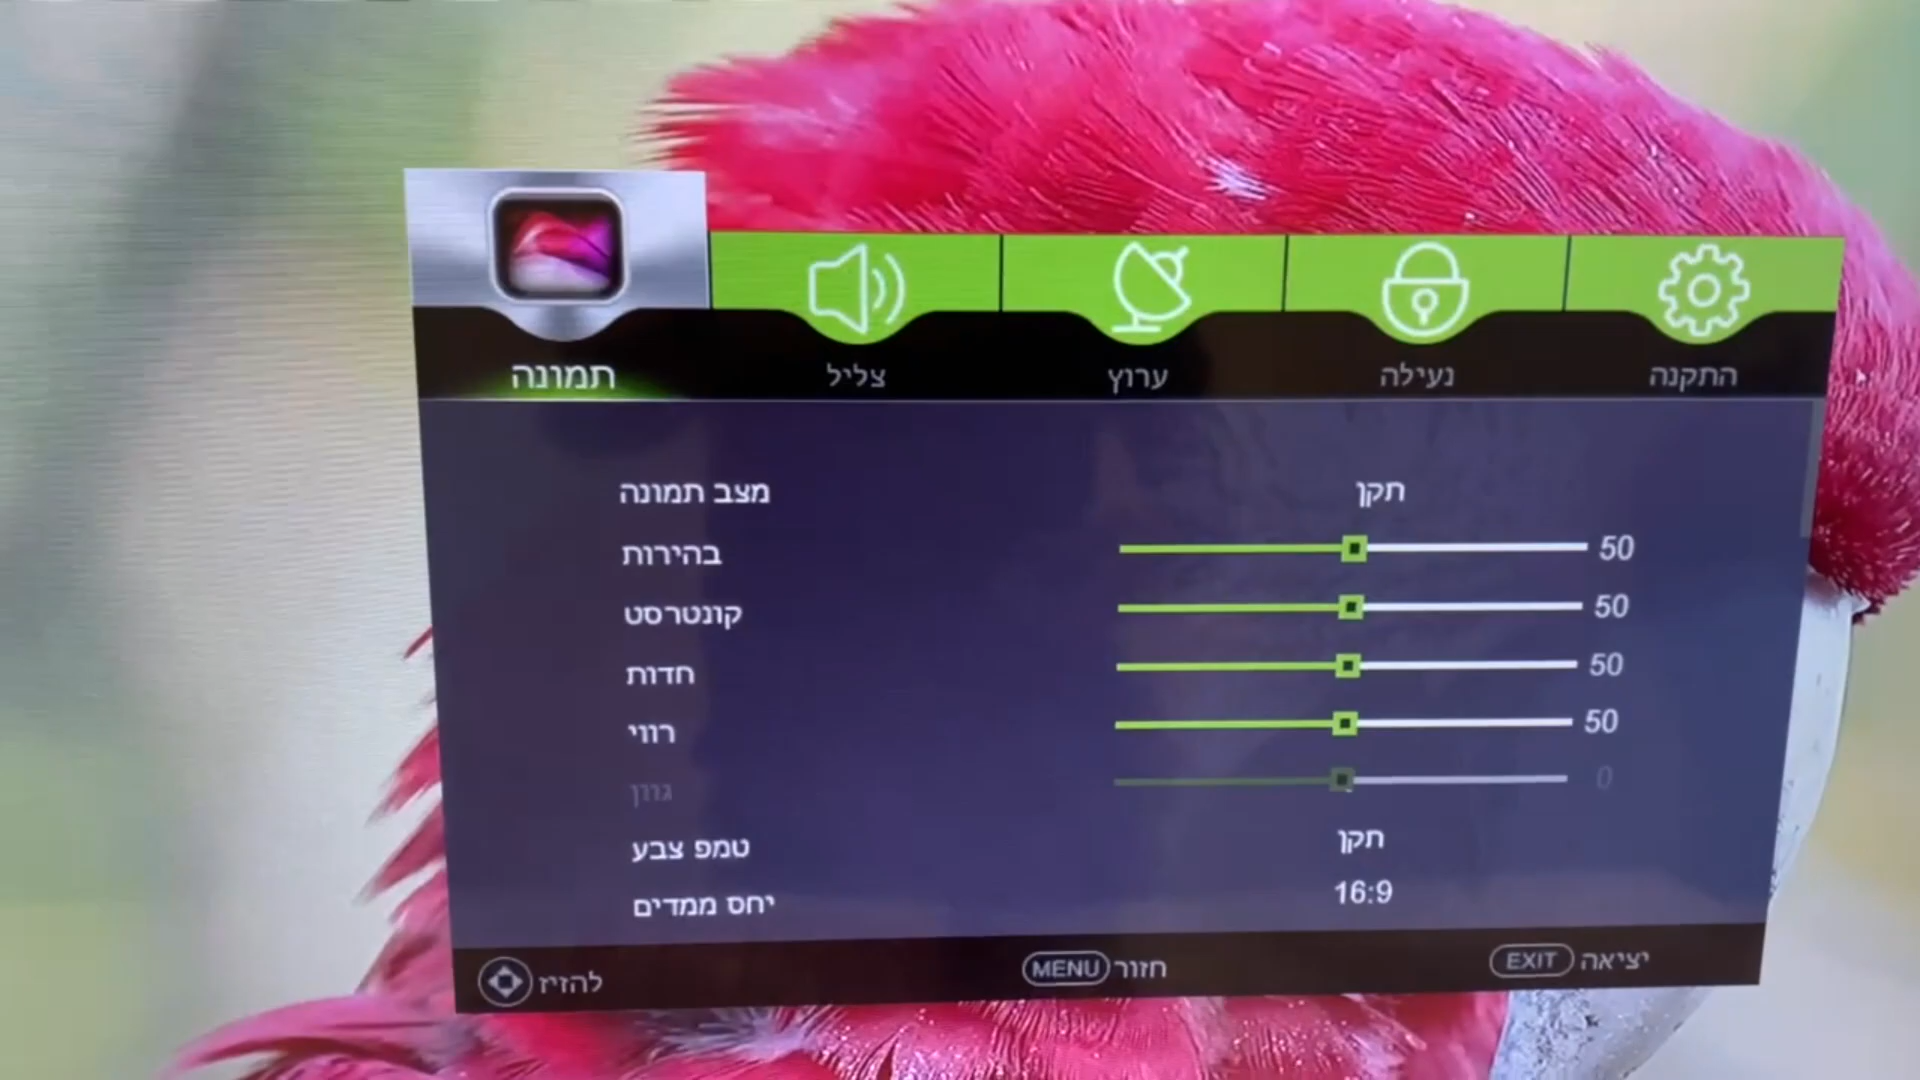 תמונה צליל ערוץ נעילה התקנה
מצב תמונה תקן
בהירות 50
קונטרסט 50
חדות 50
רווי 50
גוון 0
טמפ צבע תקן
יחס ממדים 16:9
להזיז MENU חזור EXIT יציאה